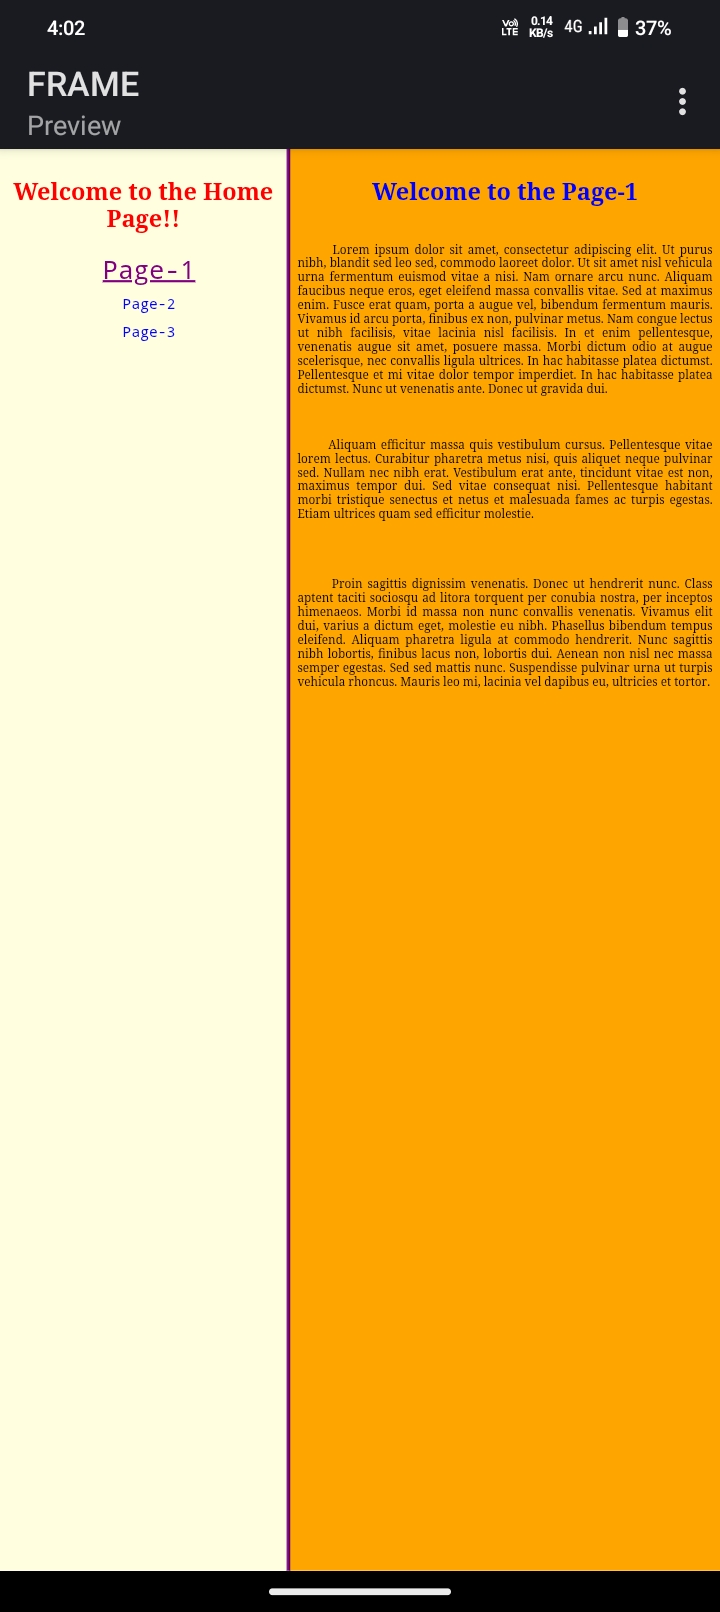 4:02
Vo) LTE 0.14 KB/s 4G 37%
FRAME
Preview
Welcome to the Home
Page!!
Page-1
Page-2
Page-3
Welcome to the Page-1
Lorem ipsum dolor sit amet, consectetur adipiscing elit. Ut purus
nibh, blandit sed leo sed, commodo laoreet dolor. Ut sit amet nisl vehicula
urna fermentum euismod vitae a nisi. Nam ornare arcu nunc. Aliquam
faucibus neque eros, eget eleifend massa convallis vitae. Sed at maximus
enim. Fusce erat quam, porta a augue vel, bibendum fermentum mauris.
Vivamus id arcu porta, finibus ex non, pulvinar metus. Nam congue lectus
ut nibh facilisis, vitae lacinia nisl facilisis. In et enim pellentesque,
venenatis augue sit amet, posuere massa. Morbi dictum odio at augue
scelerisque, nec convallis ligula ultrices. In hac habitasse platea dictumst.
Pellentesque et mi vitae dolor tempor imperdiet. In hac habitasse platea
dictumst. Nunc ut venenatis ante. Donec ut gravida dui.
Aliquam efficitur massa quis vestibulum cursus. Pellentesque vitae
lorem lectus. Curabitur pharetra metus nisi, quis aliquet neque pulvinar
sed. Nullam nec nibh erat. Vestibulum erat ante, tincidunt vitae est non,
maximus tempor dui. Sed vitae consequat nisi. Pellentesque habitant
morbi tristique senectus et netus et malesuada fames ac turpis egestas.
Etiam ultrices quam sed efficitur molestie.
Proin sagittis dignissim venenatis. Donec ut hendrerit nunc. Class
aptent taciti sociosqu ad litora torquent per conubia nostra, per inceptos
himenaeos. Morbi id massa non nunc convallis venenatis. Vivamus elit
dui, varius a dictum eget, molestie eu nibh. Phasellus bibendum tempus
eleifend. Aliquam pharetra ligula at commodo hendrerit. Nunc sagittis
nibh lobortis, finibus lacus non, lobortis dui. Aenean non nisl nec massa
semper egestas. Sed sed mattis nunc. Suspendisse pulvinar urna ut turpis
vehicula rhoncus. Mauris leo mi, lacinia vel dapibus eu, ultricies et tortor.